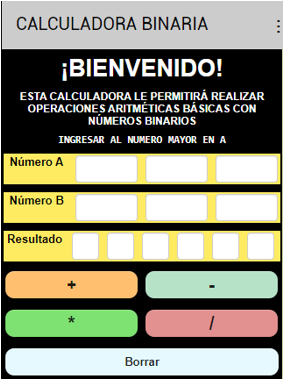 CALCULADORA BINARIA
¡BIENVENIDO!
ESTA CALCULADORA LE PERMITIRÁ REALIZAR
OPERACIONES ARITMÉTICAS BÁSICAS CON
NÚMEROS BINARIOS
INGRESAR AL NUMERO MAYOR EN A
Número A
Número B
Resultado
+ -
* /
Borrar